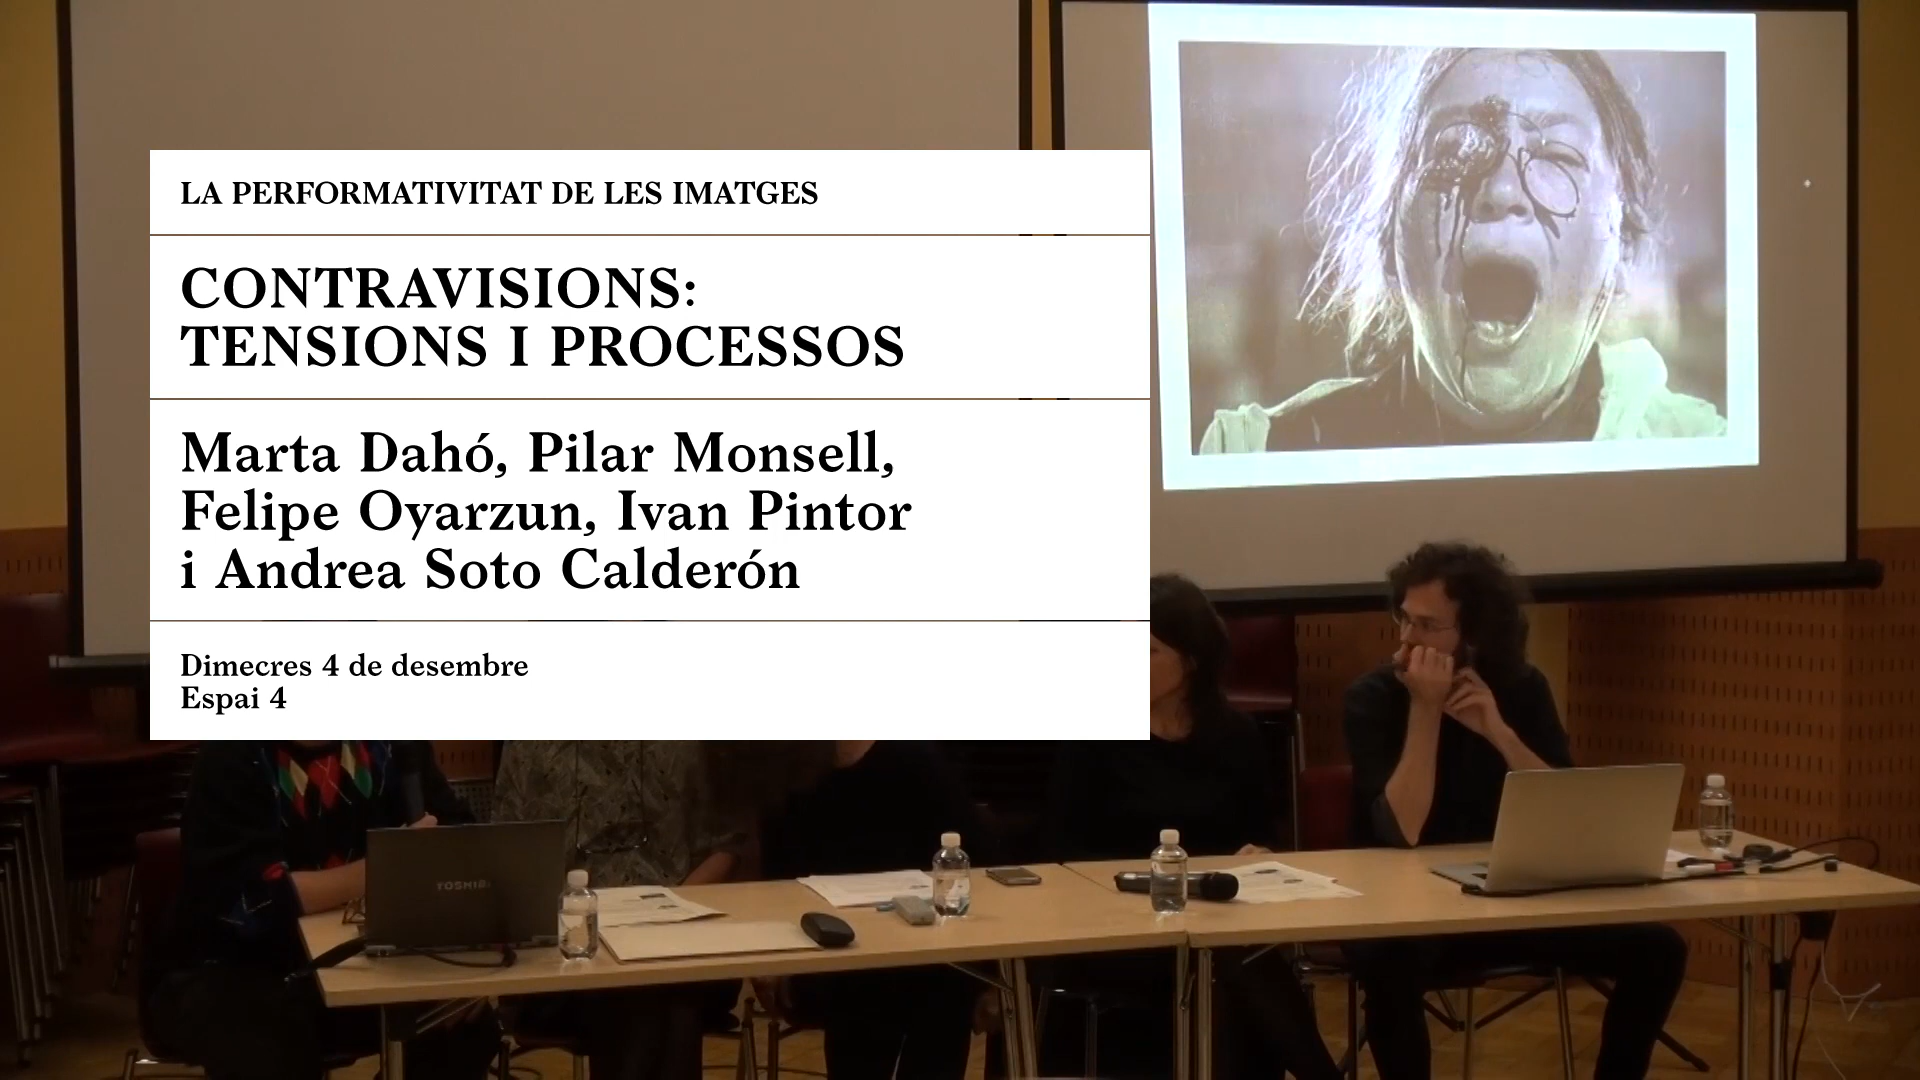 LA PERFORMATIVITAT DE LES IMATGES
CONTRAVISIONS:
TENSIONS I PROCESSOS
Marta Dahó, Pilar Monsell,
Felipe Oyarzun, Ivan Pintor
i Andrea Soto Calderón
Dimecres 4 de desembre
Espai 4
TOSHIBA